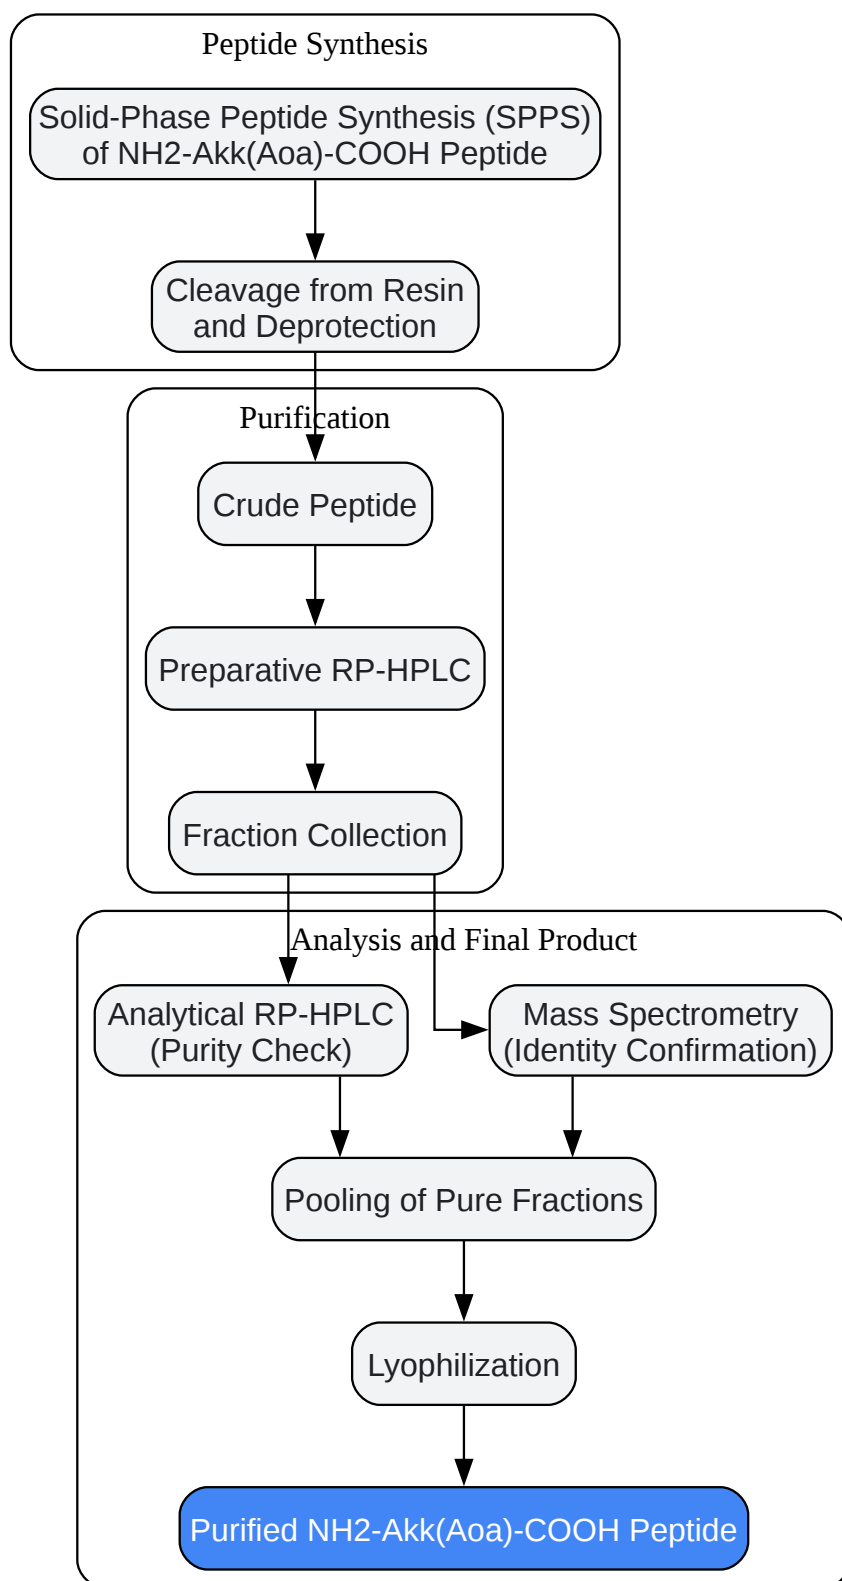 Peptide Synthesis
Solid-Phase Peptide Synthesis (SPPS)
of NH2-Akk(Aoa)-COOH Peptide
Cleavage from Resin
and Deprotection
Purification
Crude Peptide
Preparative RP-HPLC
Fraction Collection
Analysis and Final Product
Analytical RP-HPLC
(Purity Check)
Mass Spectrometry
(Identity Confirmation)
Pooling of Pure Fractions
Lyophilization
Purified NH2-Akk(Aoa)-COOH Peptide